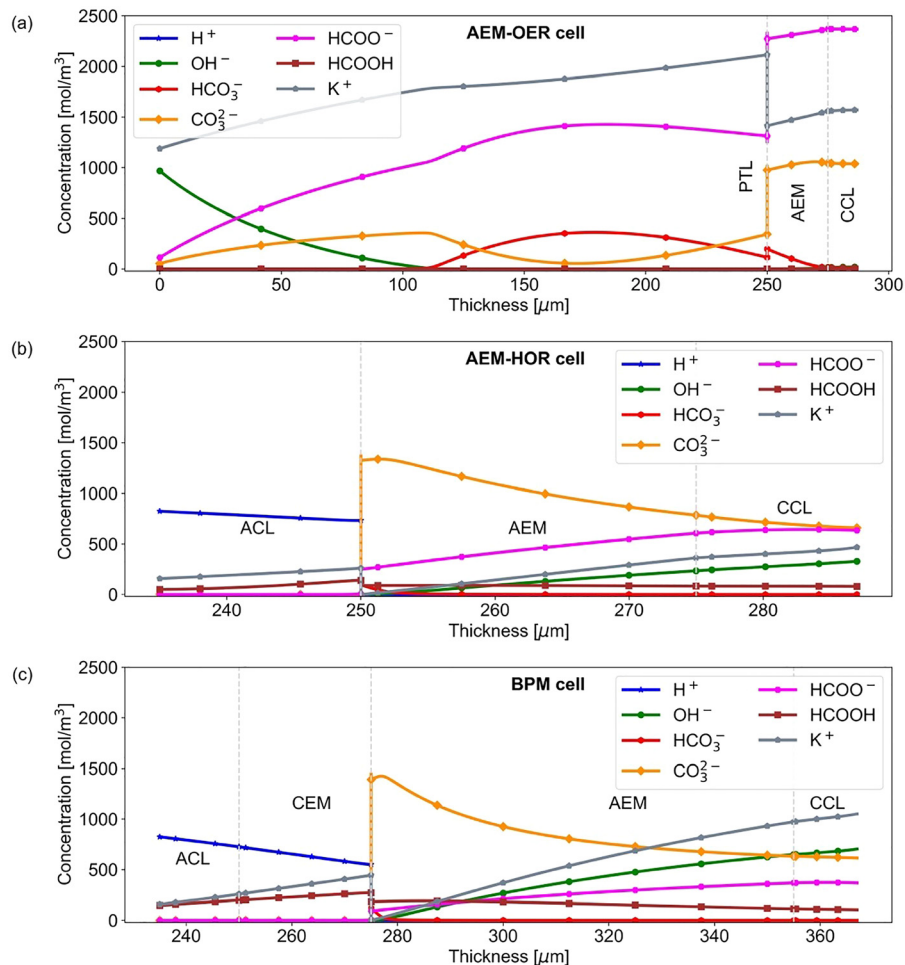 (a)
AEM-OER cell
H⁺
OH⁻
HCO₃⁻
CO₃²⁻
HCOO⁻
HCOOH
K⁺
PTL
AEM
CCL
2500
2000
1500
1000
500
0
Concentration [mol/m³]
0 50 100 150 200 250 300
Thickness [μm]
(b)
AEM-HOR cell
H⁺
OH⁻
HCO₃⁻
CO₃²⁻
HCOO⁻
HCOOH
K⁺
ACL
AEM
CCL
2500
2000
1500
1000
500
0
Concentration [mol/m³]
240 250 260 270 280
Thickness [μm]
(c)
BPM cell
H⁺
OH⁻
HCO₃⁻
CO₃²⁻
HCOO⁻
HCOOH
K⁺
ACL
CEM
AEM
CCL
2500
2000
1500
1000
500
0
Concentration [mol/m³]
240 260 280 300 320 340 360
Thickness [μm]